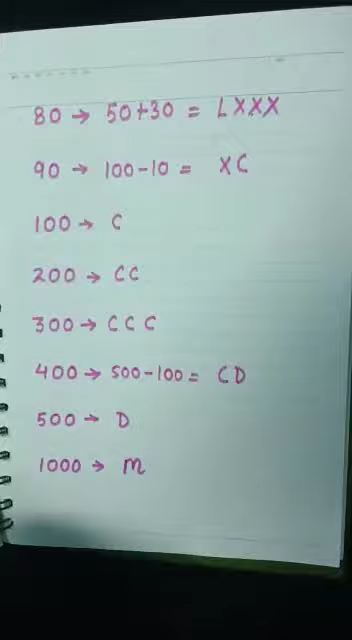 80 → 50+30 = LXXX
90 → 100-10 = XC
100 → C
200 → CC
300 → CCC
400 → 500-100= CD
500 → D
1000 → M